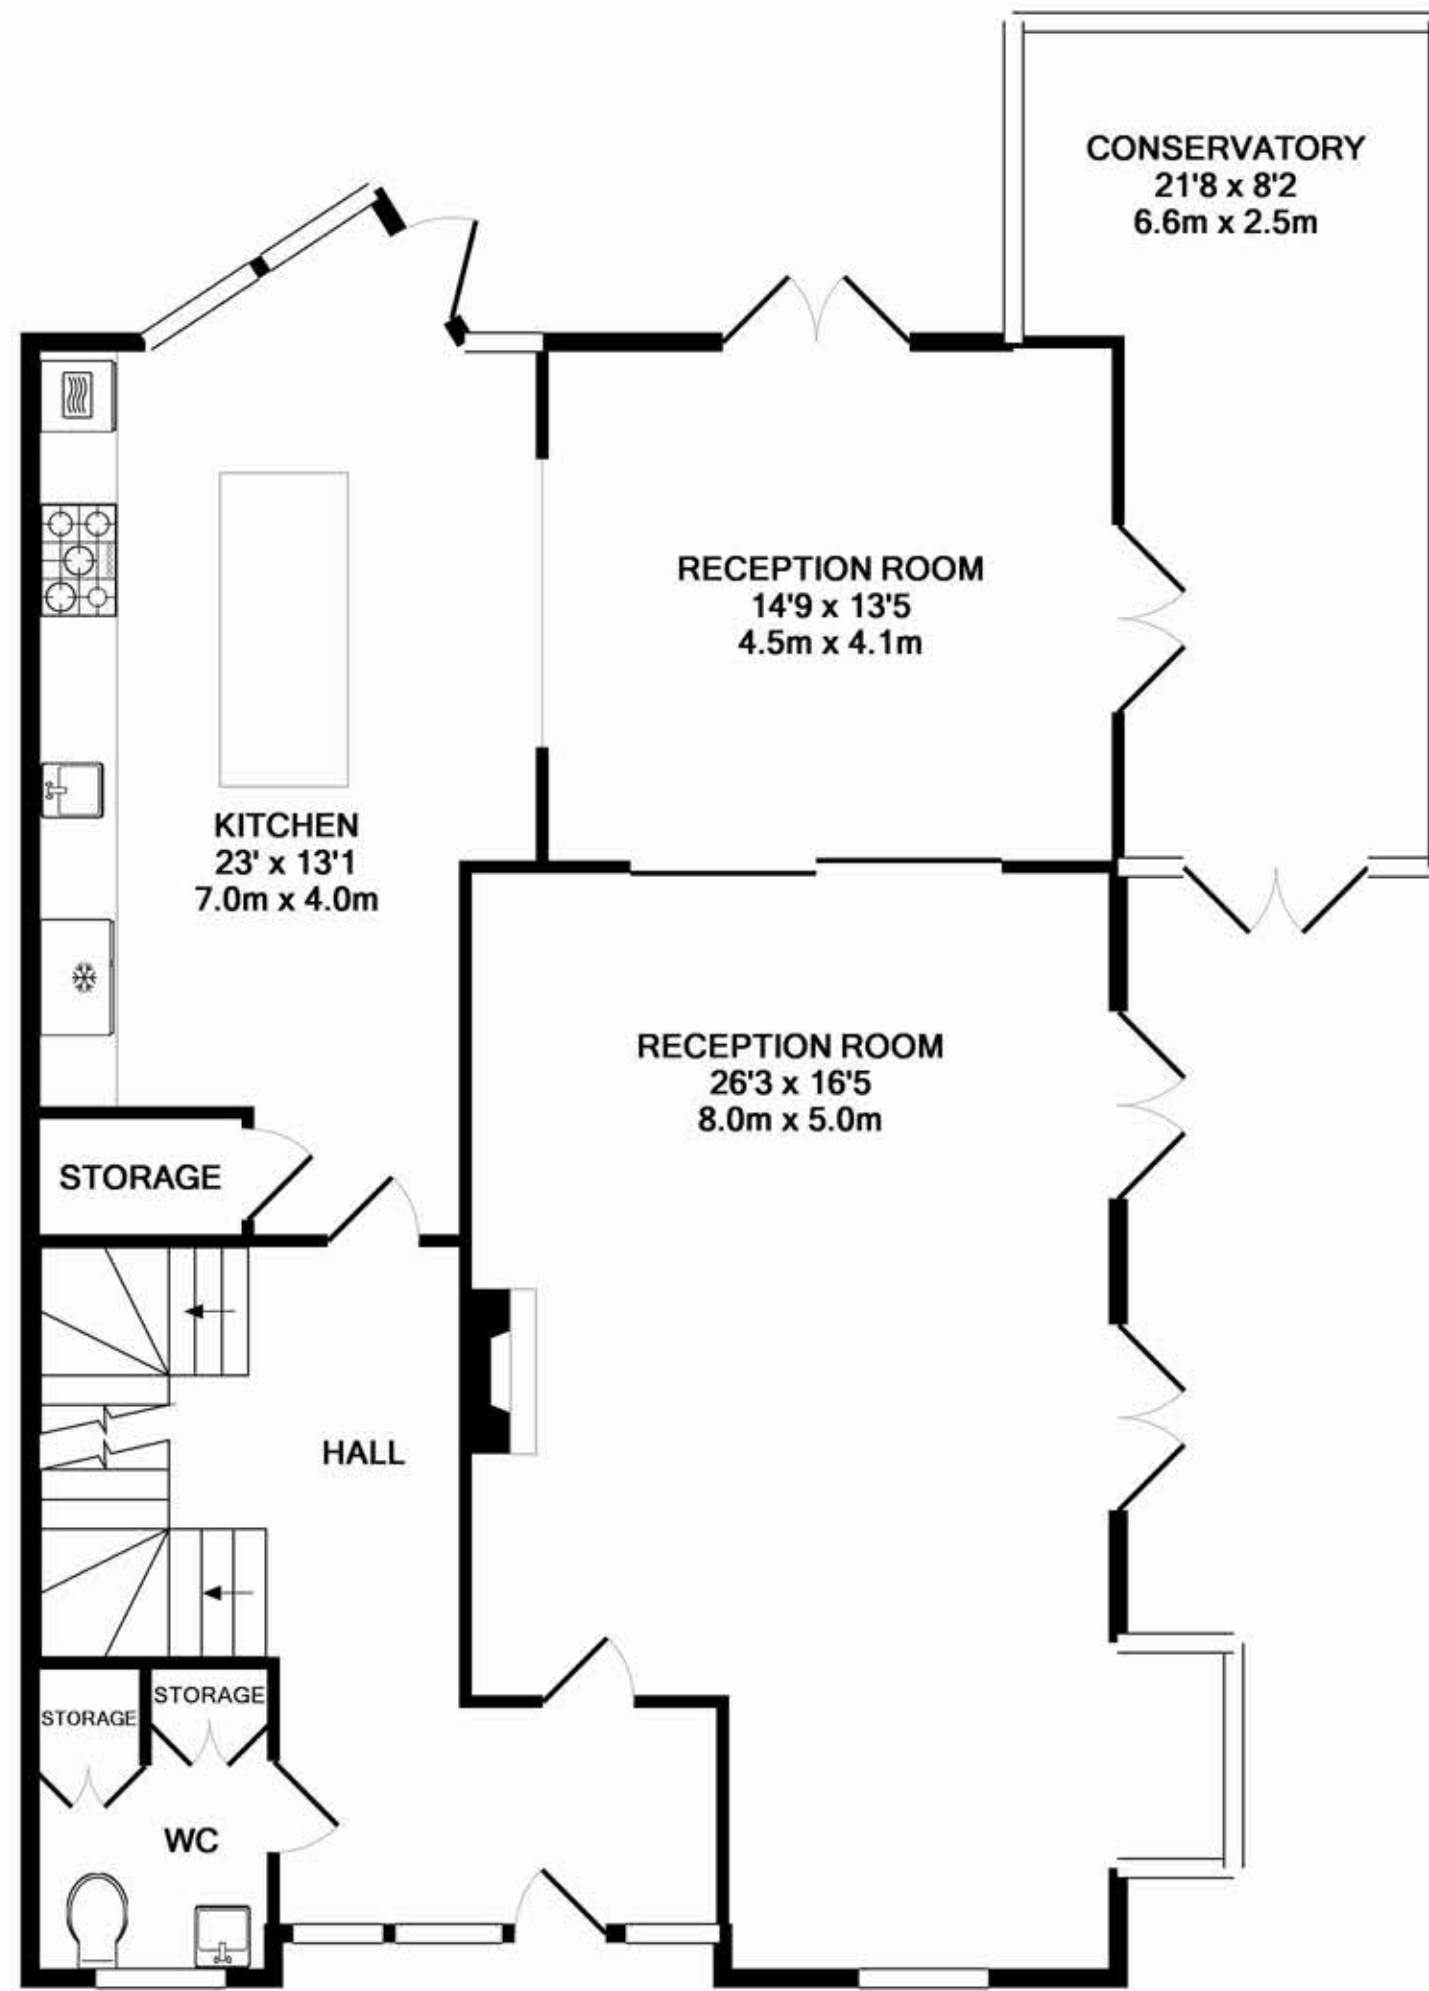 CONSERVATORY
21'8 x 8'2
6.6m x 2.5m
RECEPTION ROOM
14'9 x 13'5
4.5m x 4.1m
KITCHEN
23' x 13'1
7.0m x 4.0m
RECEPTION ROOM
26'3 x 16'5
8.0m x 5.0m
STORAGE
HALL
STORAGE
STORAGE
WC